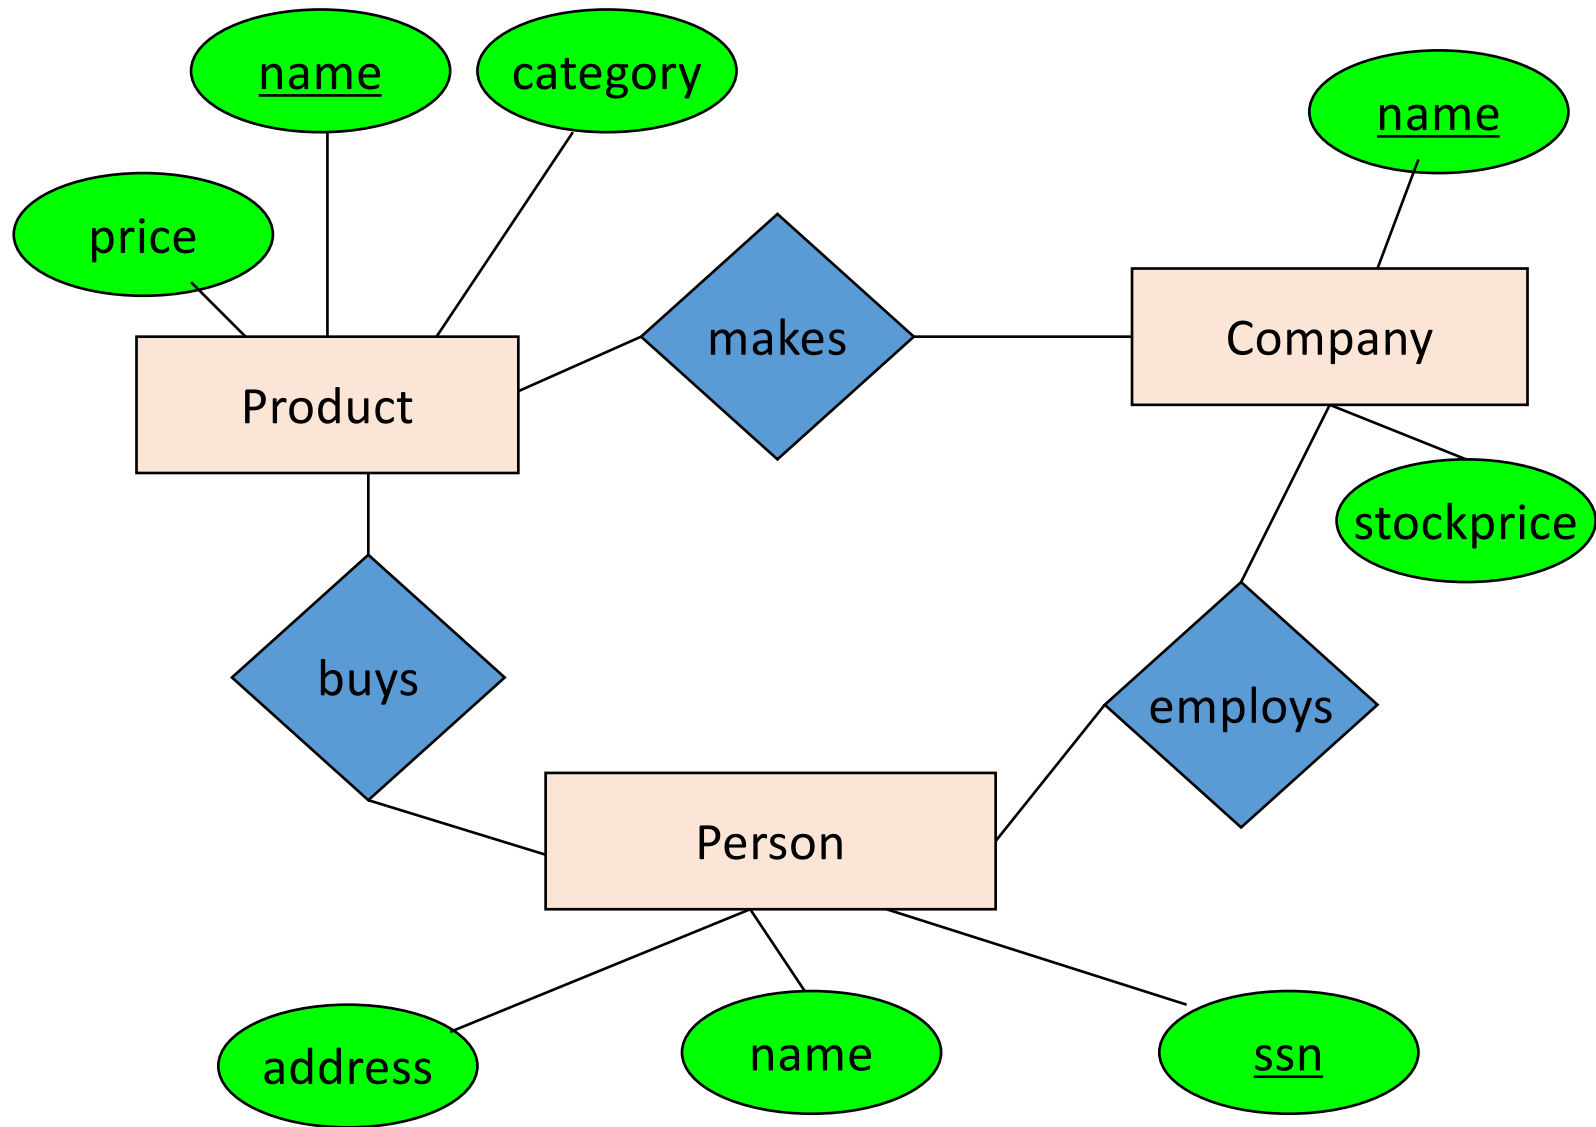 name
category
name
price
makes
Company
Product
stockprice
buys
employs
Person
address
name
ssn